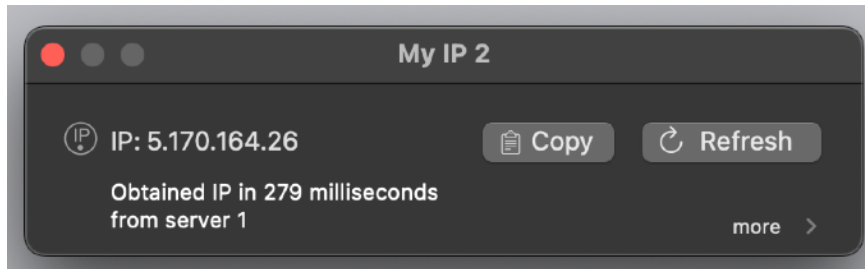 My IP 2
IP IP: 5.170.164.26
Copy
Refresh
Obtained IP in 279 milliseconds
from server 1
more